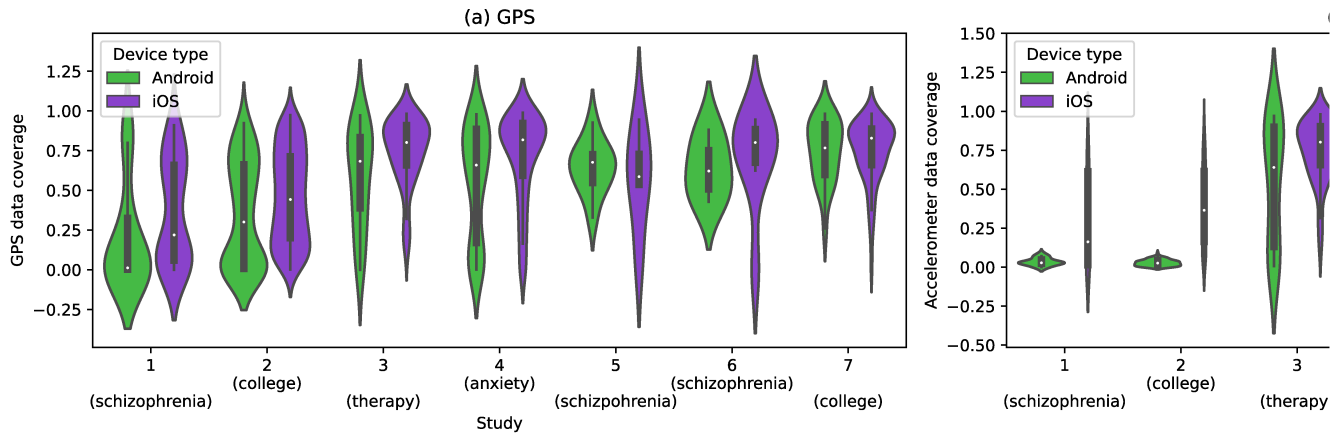 (a) GPS
Device type
Android
iOS
GPS data coverage
1.25
1.00
0.75
0.50
0.25
0.00
−0.25
1
2
3
4
5
6
7
(schizophrenia)
(college)
(therapy)
(anxiety)
(schizpohrenia)
(schizophrenia)
(college)
Study
Device type
Android
iOS
Accelerometer data coverage
1.50
1.25
1.00
0.75
0.50
0.25
0.00
−0.25
−0.50
1
2
3
(schizophrenia)
(college)
(therapy